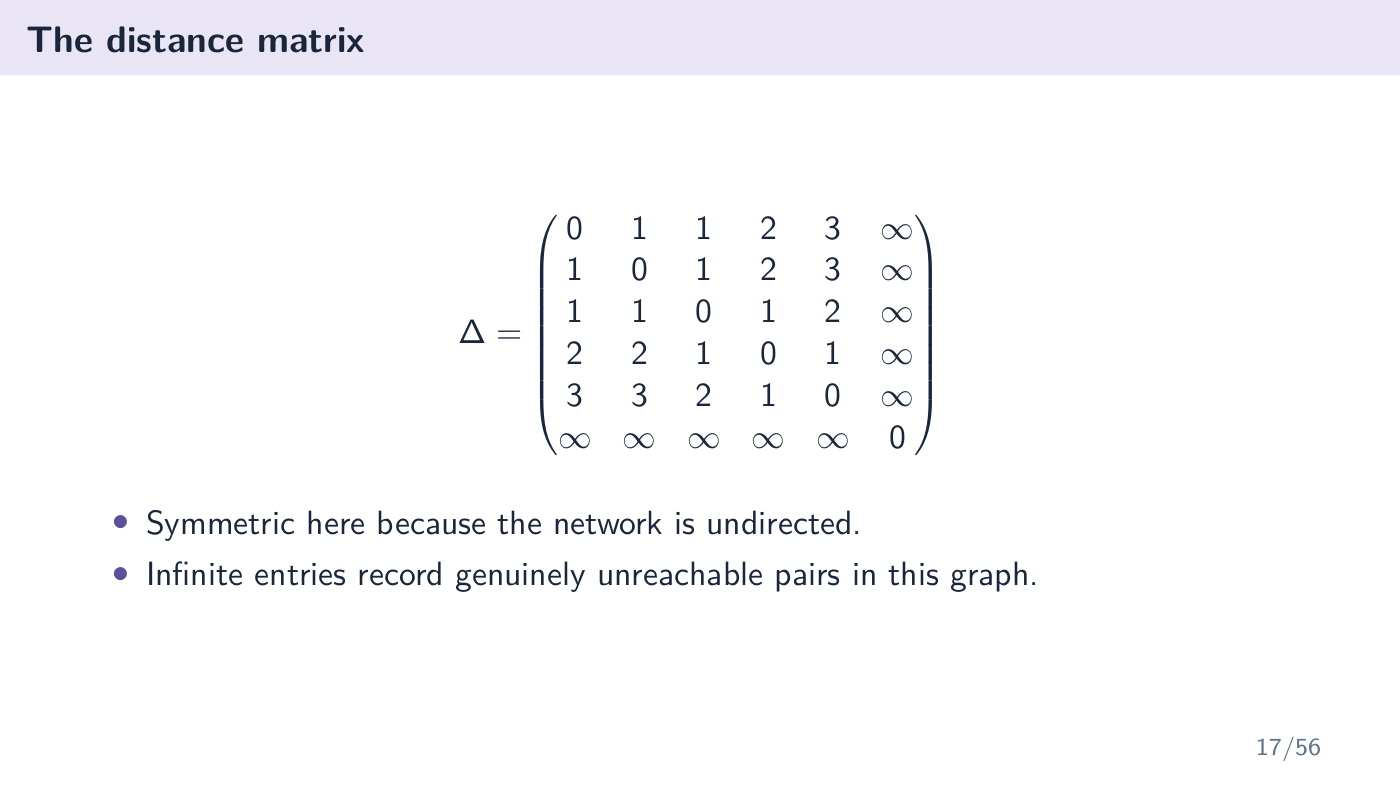 The distance matrix
0 1 1 2 3 ∞
1 0 1 2 3 ∞
1 1 0 1 2 ∞
Δ =
2 2 1 0 1 ∞
3 3 2 1 0 ∞
∞ ∞ ∞ ∞ ∞ 0
• Symmetric here because the network is undirected.
• Infinite entries record genuinely unreachable pairs in this graph.
17/56